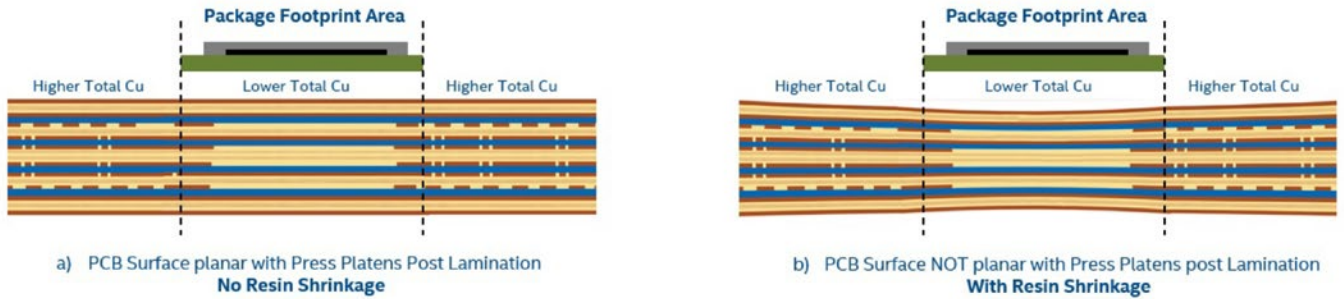 Package Footprint Area
Higher Total Cu
Lower Total Cu
Higher Total Cu
a) PCB Surface planar with Press Platens Post Lamination
No Resin Shrinkage
Package Footprint Area
Higher Total Cu
Lower Total Cu
Higher Total Cu
b) PCB Surface NOT planar with Press Platens post Lamination
With Resin Shrinkage